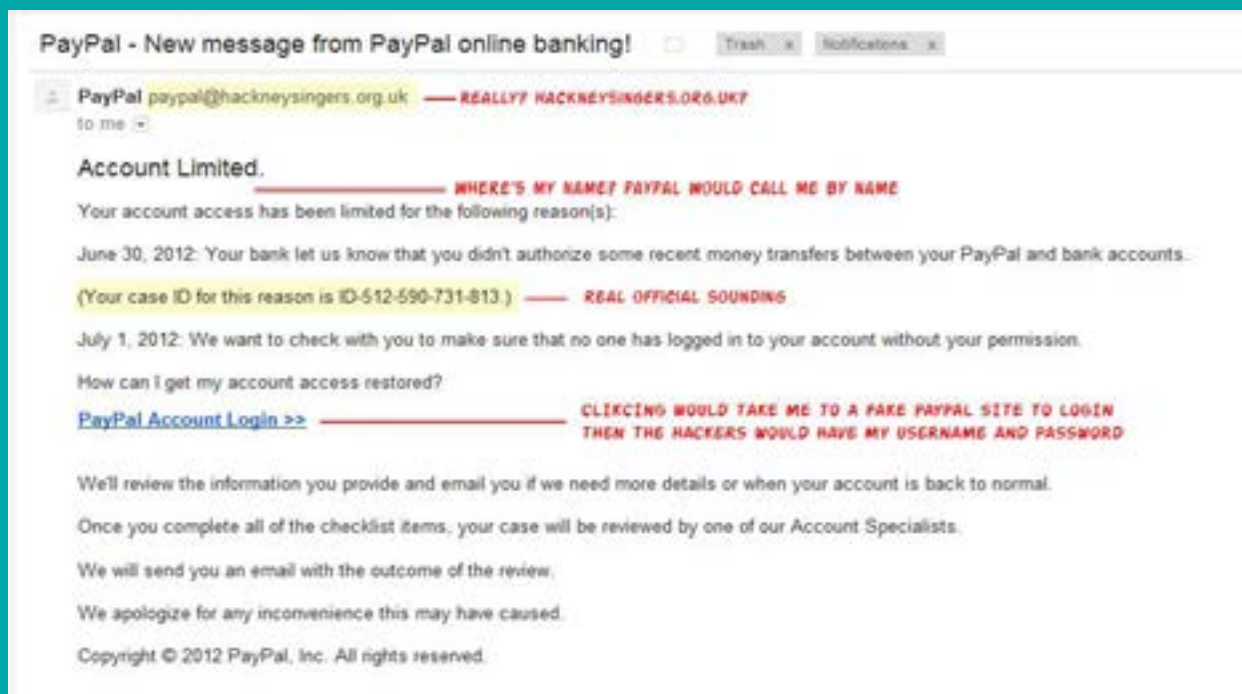 PayPal - New message from PayPal online banking! Trash x Notifications x
PayPal paypal@hackneysingers.org.uk REALLY? HACKNEYSINGERS.ORG.UK?
to me
Account Limited.
WHERE'S MY NAME? PAYPAL WOULD CALL ME BY NAME
Your account access has been limited for the following reason(s):
June 30, 2012: Your bank let us know that you didn't authorize some recent money transfers between your PayPal and bank accounts.
(Your case ID for this reason is ID-512-590-731-813.) REAL OFFICIAL SOUNDING
July 1, 2012: We want to check with you to make sure that no one has logged in to your account without your permission.
How can I get my account access restored?
PayPal Account Login >> CLIKCING WOULD TAKE ME TO A FAKE PAYPAL SITE TO LOGIN
THEN THE HACKERS WOULD HAVE MY USERNAME AND PASSWORD
We'll review the information you provide and email you if we need more details or when your account is back to normal.
Once you complete all of the checklist items, your case will be reviewed by one of our Account Specialists.
We will send you an email with the outcome of the review.
We apologize for any inconvenience this may have caused.
Copyright © 2012 PayPal, Inc. All rights reserved.